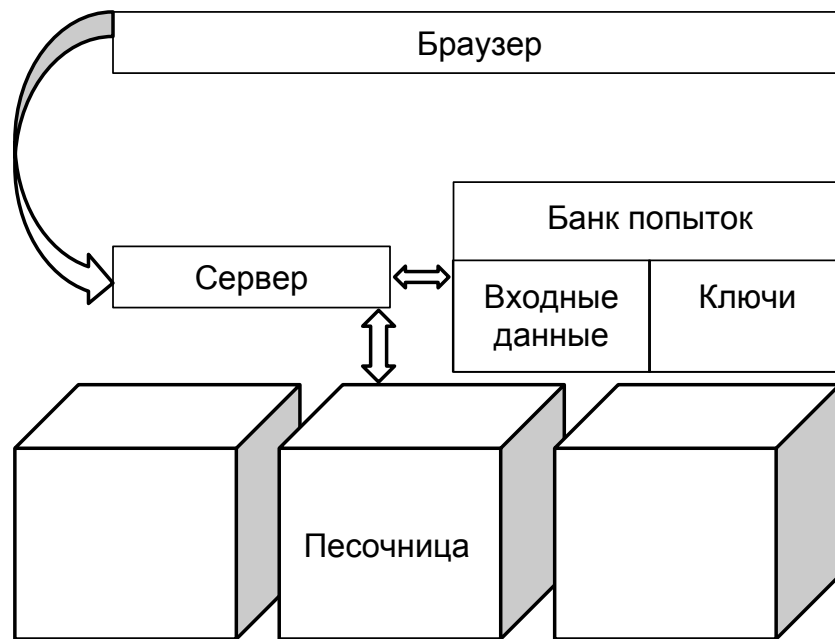 Браузер
Банк попыток
Сервер
Входные
данные
Ключи
Песочница